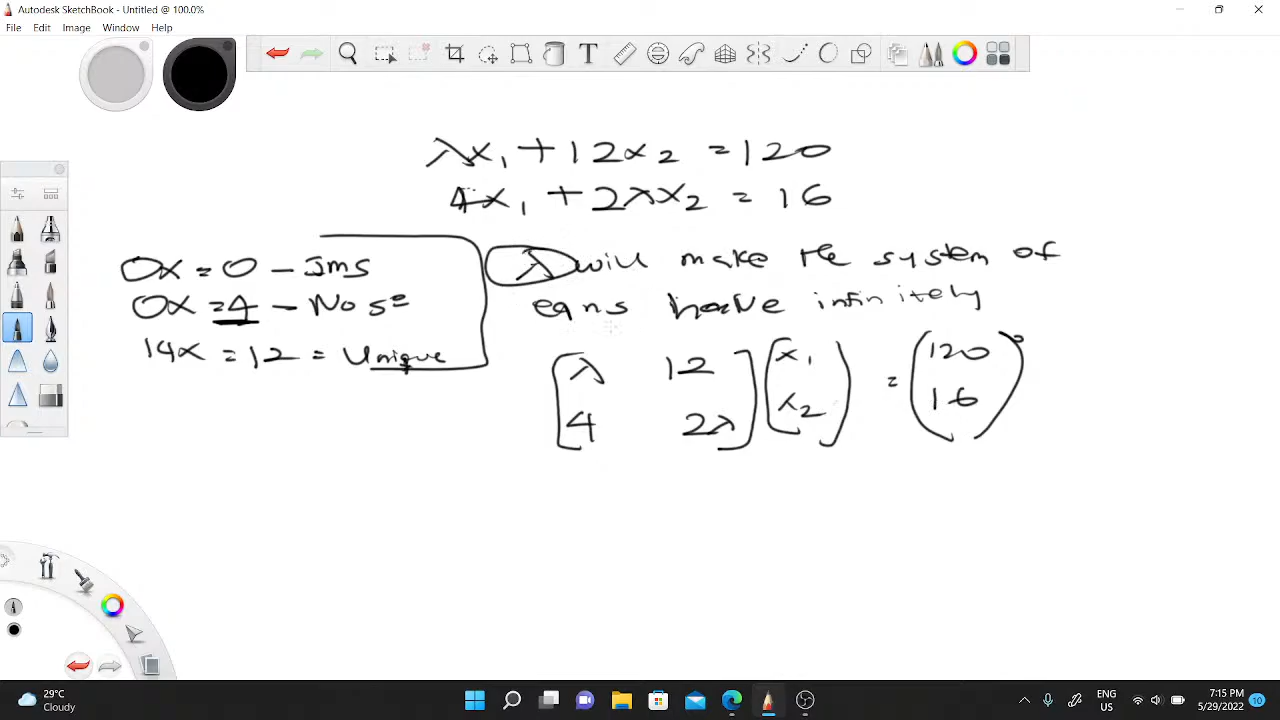 Autodesk SketchBook - Untitled @ 100.0%
File Edit Image Window Help
T
λx₁ + 12x₂ = 120
4x₁ + 2λx₂ = 16
0x = 0 - Ims
0x = 4 - No sⁿ
14x = 12 = Unique
λ will make the system of
eqns have infinitely
[λ 12] (x₁) = (120)
[4 2λ] (x₂) (16)
29°C
Cloudy
ENG
US
7:15 PM
5/29/2022
10